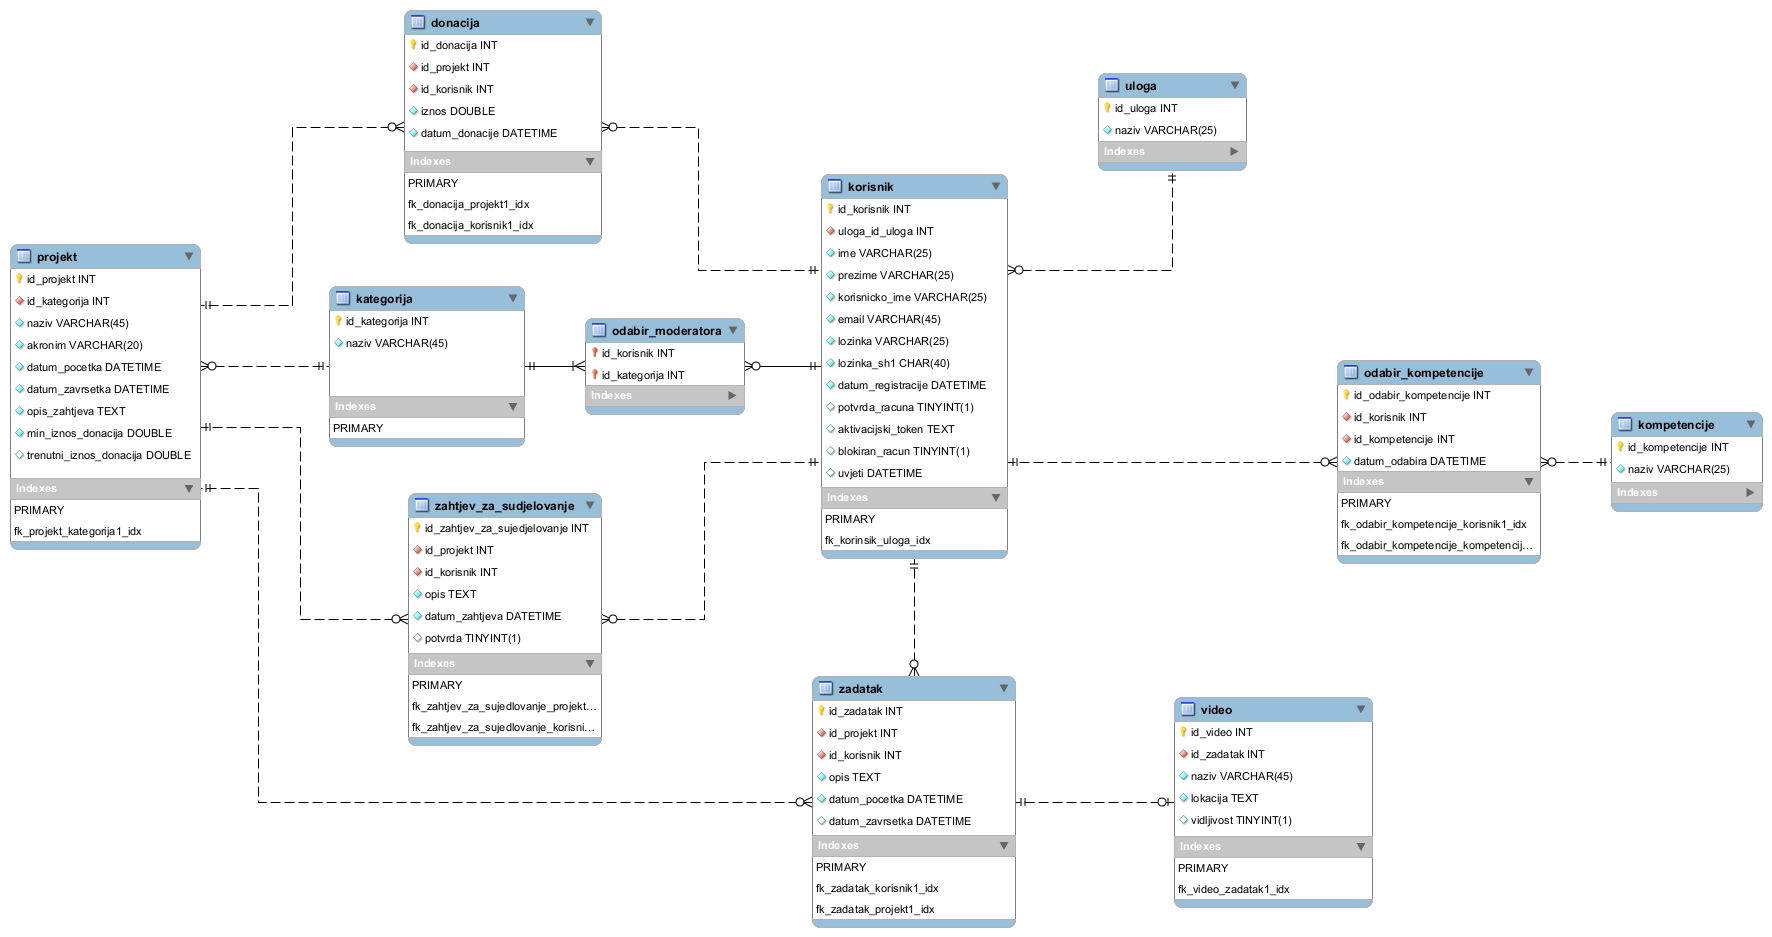 donacija
id_donacija INT
id_projekt INT
id_korisnik INT
iznos DOUBLE
datum_donacije DATETIME
Indexes
PRIMARY
fk_donacija_projekt1_idx
fk_donacija_korisnik1_idx
uloga
id_uloga INT
naziv VARCHAR(25)
Indexes
korisnik
id_korisnik INT
uloga_id_uloga INT
ime VARCHAR(25)
prezime VARCHAR(25)
korisnicko_ime VARCHAR(25)
email VARCHAR(45)
lozinka VARCHAR(25)
lozinka_sh1 CHAR(40)
datum_registracije DATETIME
potvrda_racuna TINYINT(1)
aktivacijski_token TEXT
blokiran_racun TINYINT(1)
uvjeti DATETIME
Indexes
PRIMARY
fk_korinsik_uloga_idx
projekt
id_projekt INT
id_kategorija INT
naziv VARCHAR(45)
akronim VARCHAR(20)
datum_pocetka DATETIME
datum_zavrsetka DATETIME
opis_zahtjeva TEXT
min_iznos_donacija DOUBLE
trenutni_iznos_donacija DOUBLE
Indexes
PRIMARY
fk_projekt_kategorija1_idx
kategorija
id_kategorija INT
naziv VARCHAR(45)
Indexes
PRIMARY
odabir_moderatora
id_korisnik INT
id_kategorija INT
Indexes
odabir_kompetencije
id_odabir_kompetencije INT
id_korisnik INT
id_kompetencije INT
datum_odabira DATETIME
Indexes
PRIMARY
fk_odabir_kompetencije_korisnik1_idx
fk_odabir_kompetencije_kompetencij...
kompetencije
id_kompetencije INT
naziv VARCHAR(25)
Indexes
zahtjev_za_sudjelovanje
id_zahtjev_za_sujedjelovanje INT
id_projekt INT
id_korisnik INT
opis TEXT
datum_zahtjeva DATETIME
potvrda TINYINT(1)
Indexes
PRIMARY
fk_zahtjev_za_sujedlovanje_projekt...
fk_zahtjev_za_sujedlovanje_korisni...
zadatak
id_zadatak INT
id_projekt INT
id_korisnik INT
opis TEXT
datum_pocetka DATETIME
datum_zavrsetka DATETIME
Indexes
PRIMARY
fk_zadatak_korisnik1_idx
fk_zadatak_projekt1_idx
video
id_video INT
id_zadatak INT
naziv VARCHAR(45)
lokacija TEXT
vidljivost TINYINT(1)
Indexes
PRIMARY
fk_video_zadatak1_idx